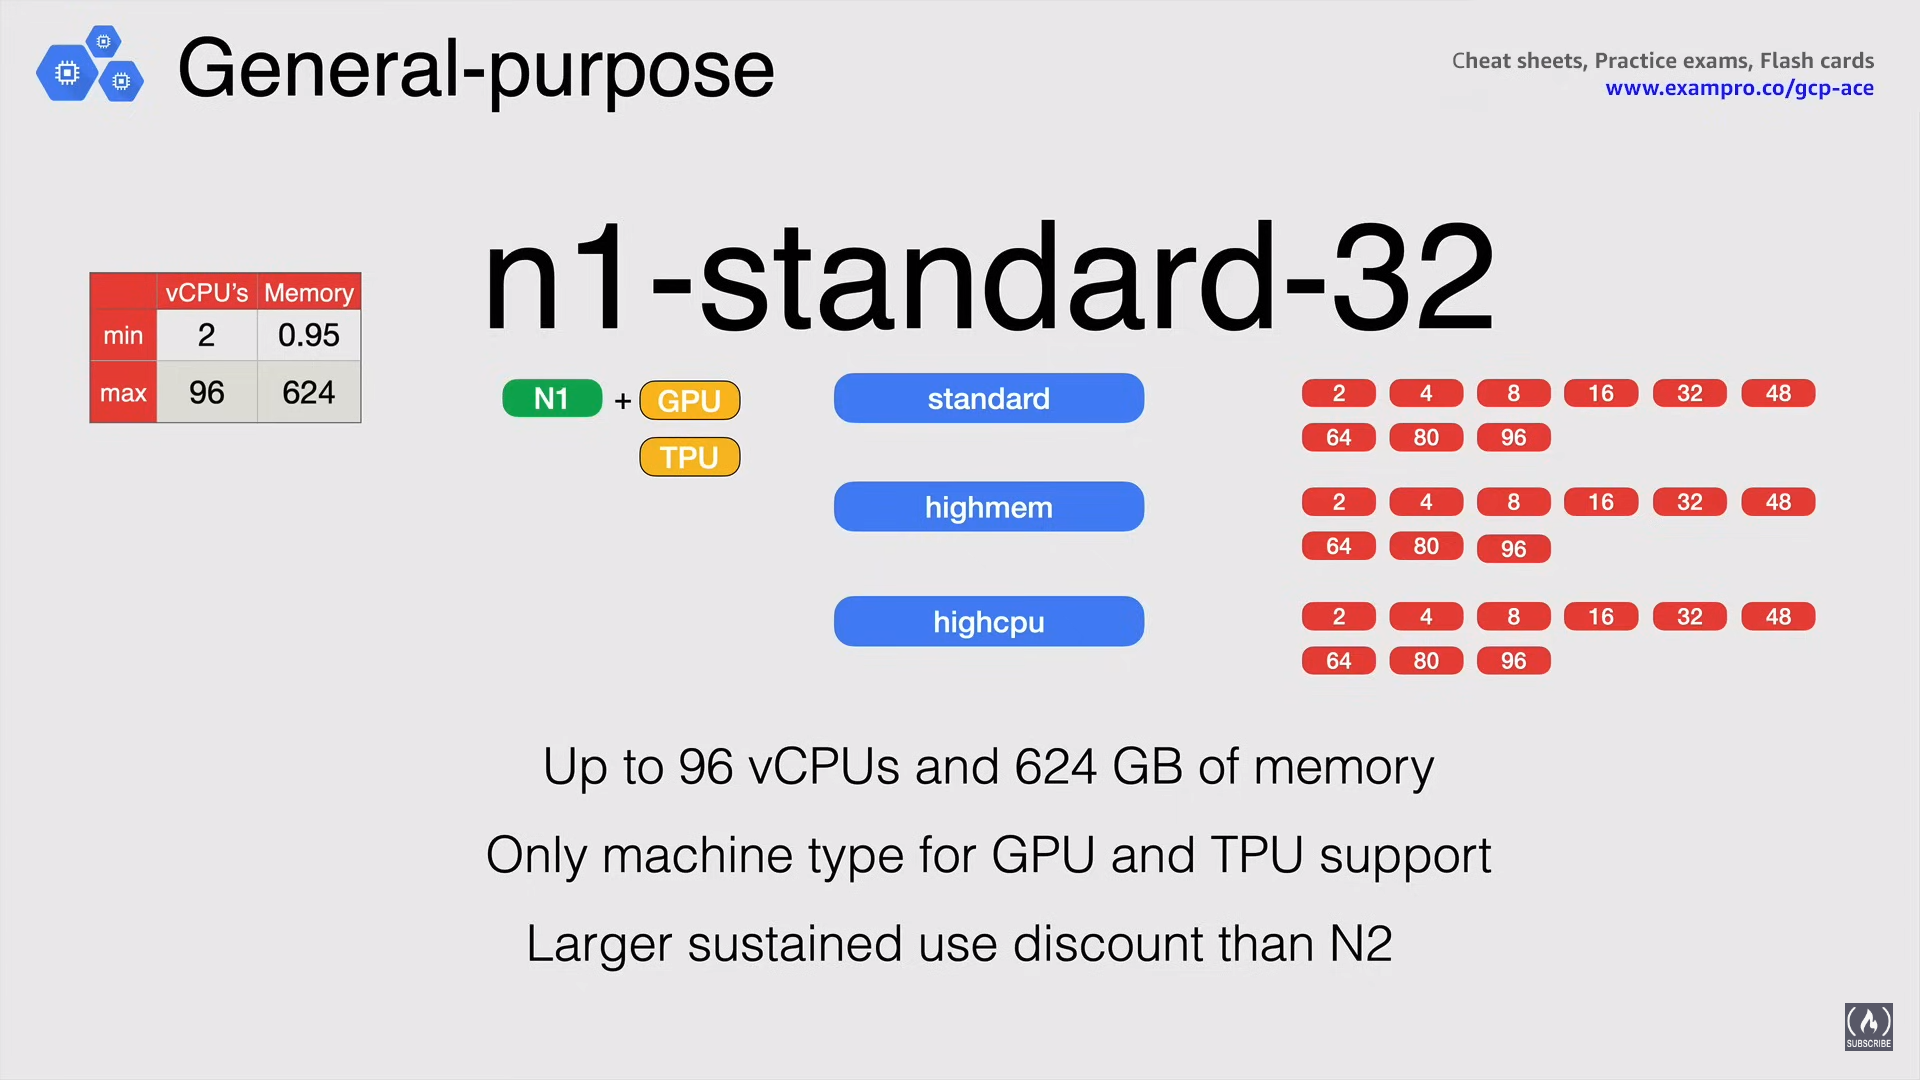 General-purpose
Cheat sheets, Practice exams, Flash cards
www.exampro.co/gcp-ace
n1-standard-32
vCPU's Memory
min 2 0.95
max 96 624
N1 + GPU
TPU
standard
2 4 8 16 32 48
64 80 96
highmem
2 4 8 16 32 48
64 80 96
highcpu
2 4 8 16 32 48
64 80 96
Up to 96 vCPUs and 624 GB of memory
Only machine type for GPU and TPU support
Larger sustained use discount than N2
SUBSCRIBE